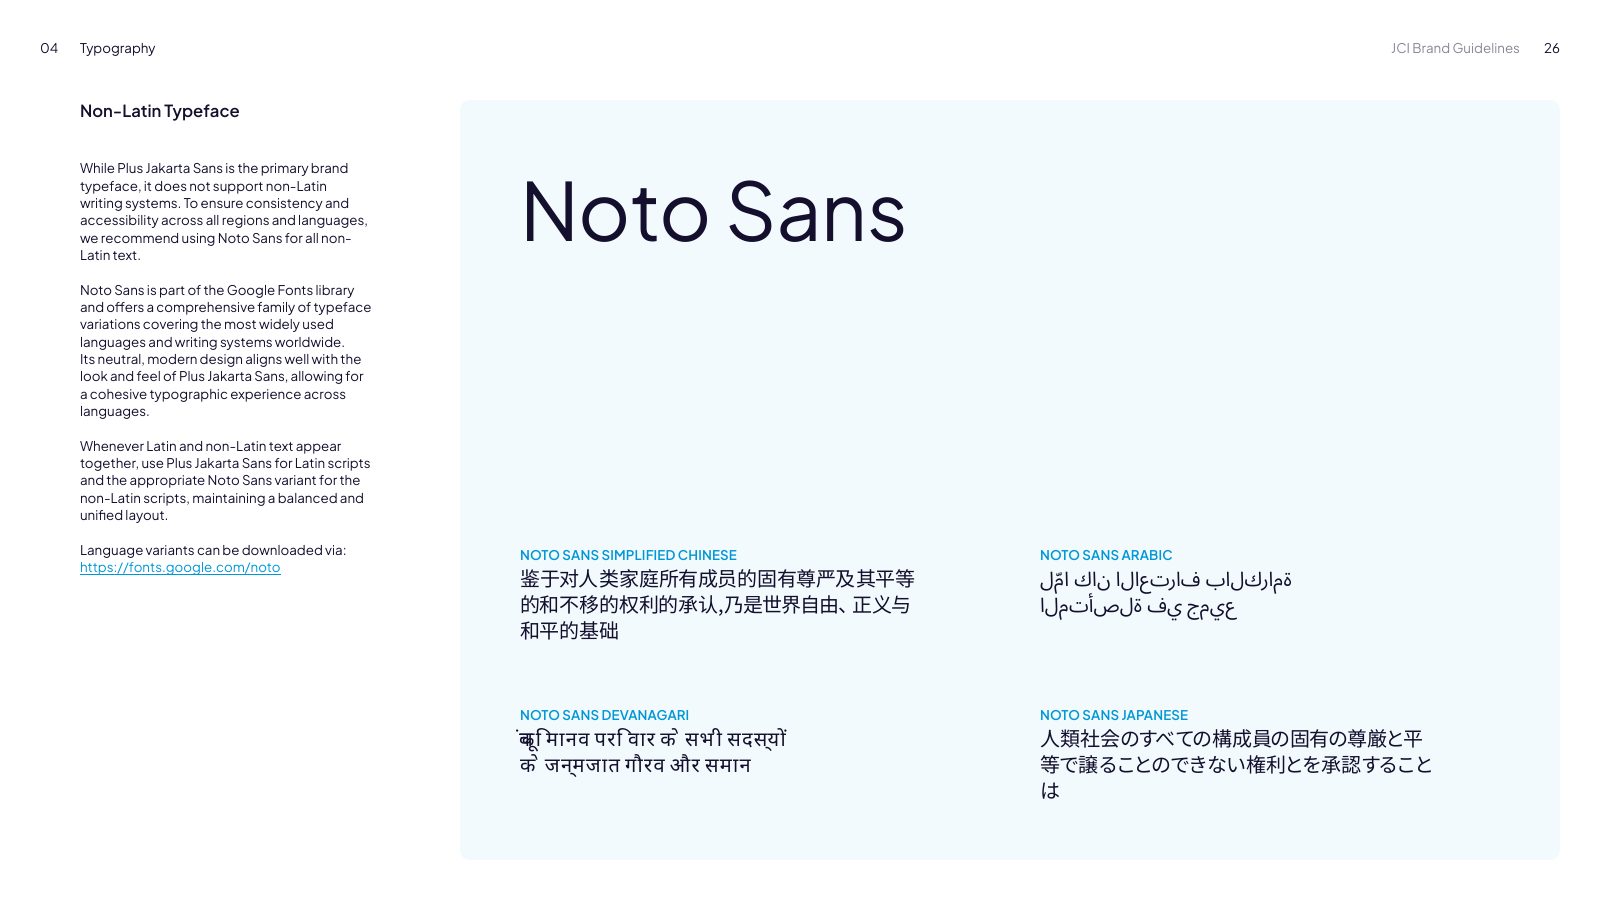 04 Typography
JCI Brand Guidelines 26
Non-Latin Typeface
While Plus Jakarta Sans is the primary brand
typeface, it does not support non-Latin
writing systems. To ensure consistency and
accessibility across all regions and languages,
we recommend using Noto Sans for all non-
Latin text.
Noto Sans is part of the Google Fonts library
and offers a comprehensive family of typeface
variations covering the most widely used
languages and writing systems worldwide.
Its neutral, modern design aligns well with the
look and feel of Plus Jakarta Sans, allowing for
a cohesive typographic experience across
languages.
Whenever Latin and non-Latin text appear
together, use Plus Jakarta Sans for Latin scripts
and the appropriate Noto Sans variant for the
non-Latin scripts, maintaining a balanced and
unified layout.
Language variants can be downloaded via:
https://fonts.google.com/noto
Noto Sans
NOTO SANS SIMPLIFIED CHINESE
鉴于对人类家庭所有成员的固有尊严及其平等
的和不移的权利的承认,乃是世界自由、正义与
和平的基础
NOTO SANS ARABIC
ةماركلاب فارتعالا ناك امّل
عيمج يف ةلصأتملا
NOTO SANS DEVANAGARI
मानव परिवार के सभी सदस्यों
के जन्मजात गौरव और समान
NOTO SANS JAPANESE
人類社会のすべての構成員の固有の尊厳と平
等で譲ることのできない権利とを承認すること
は